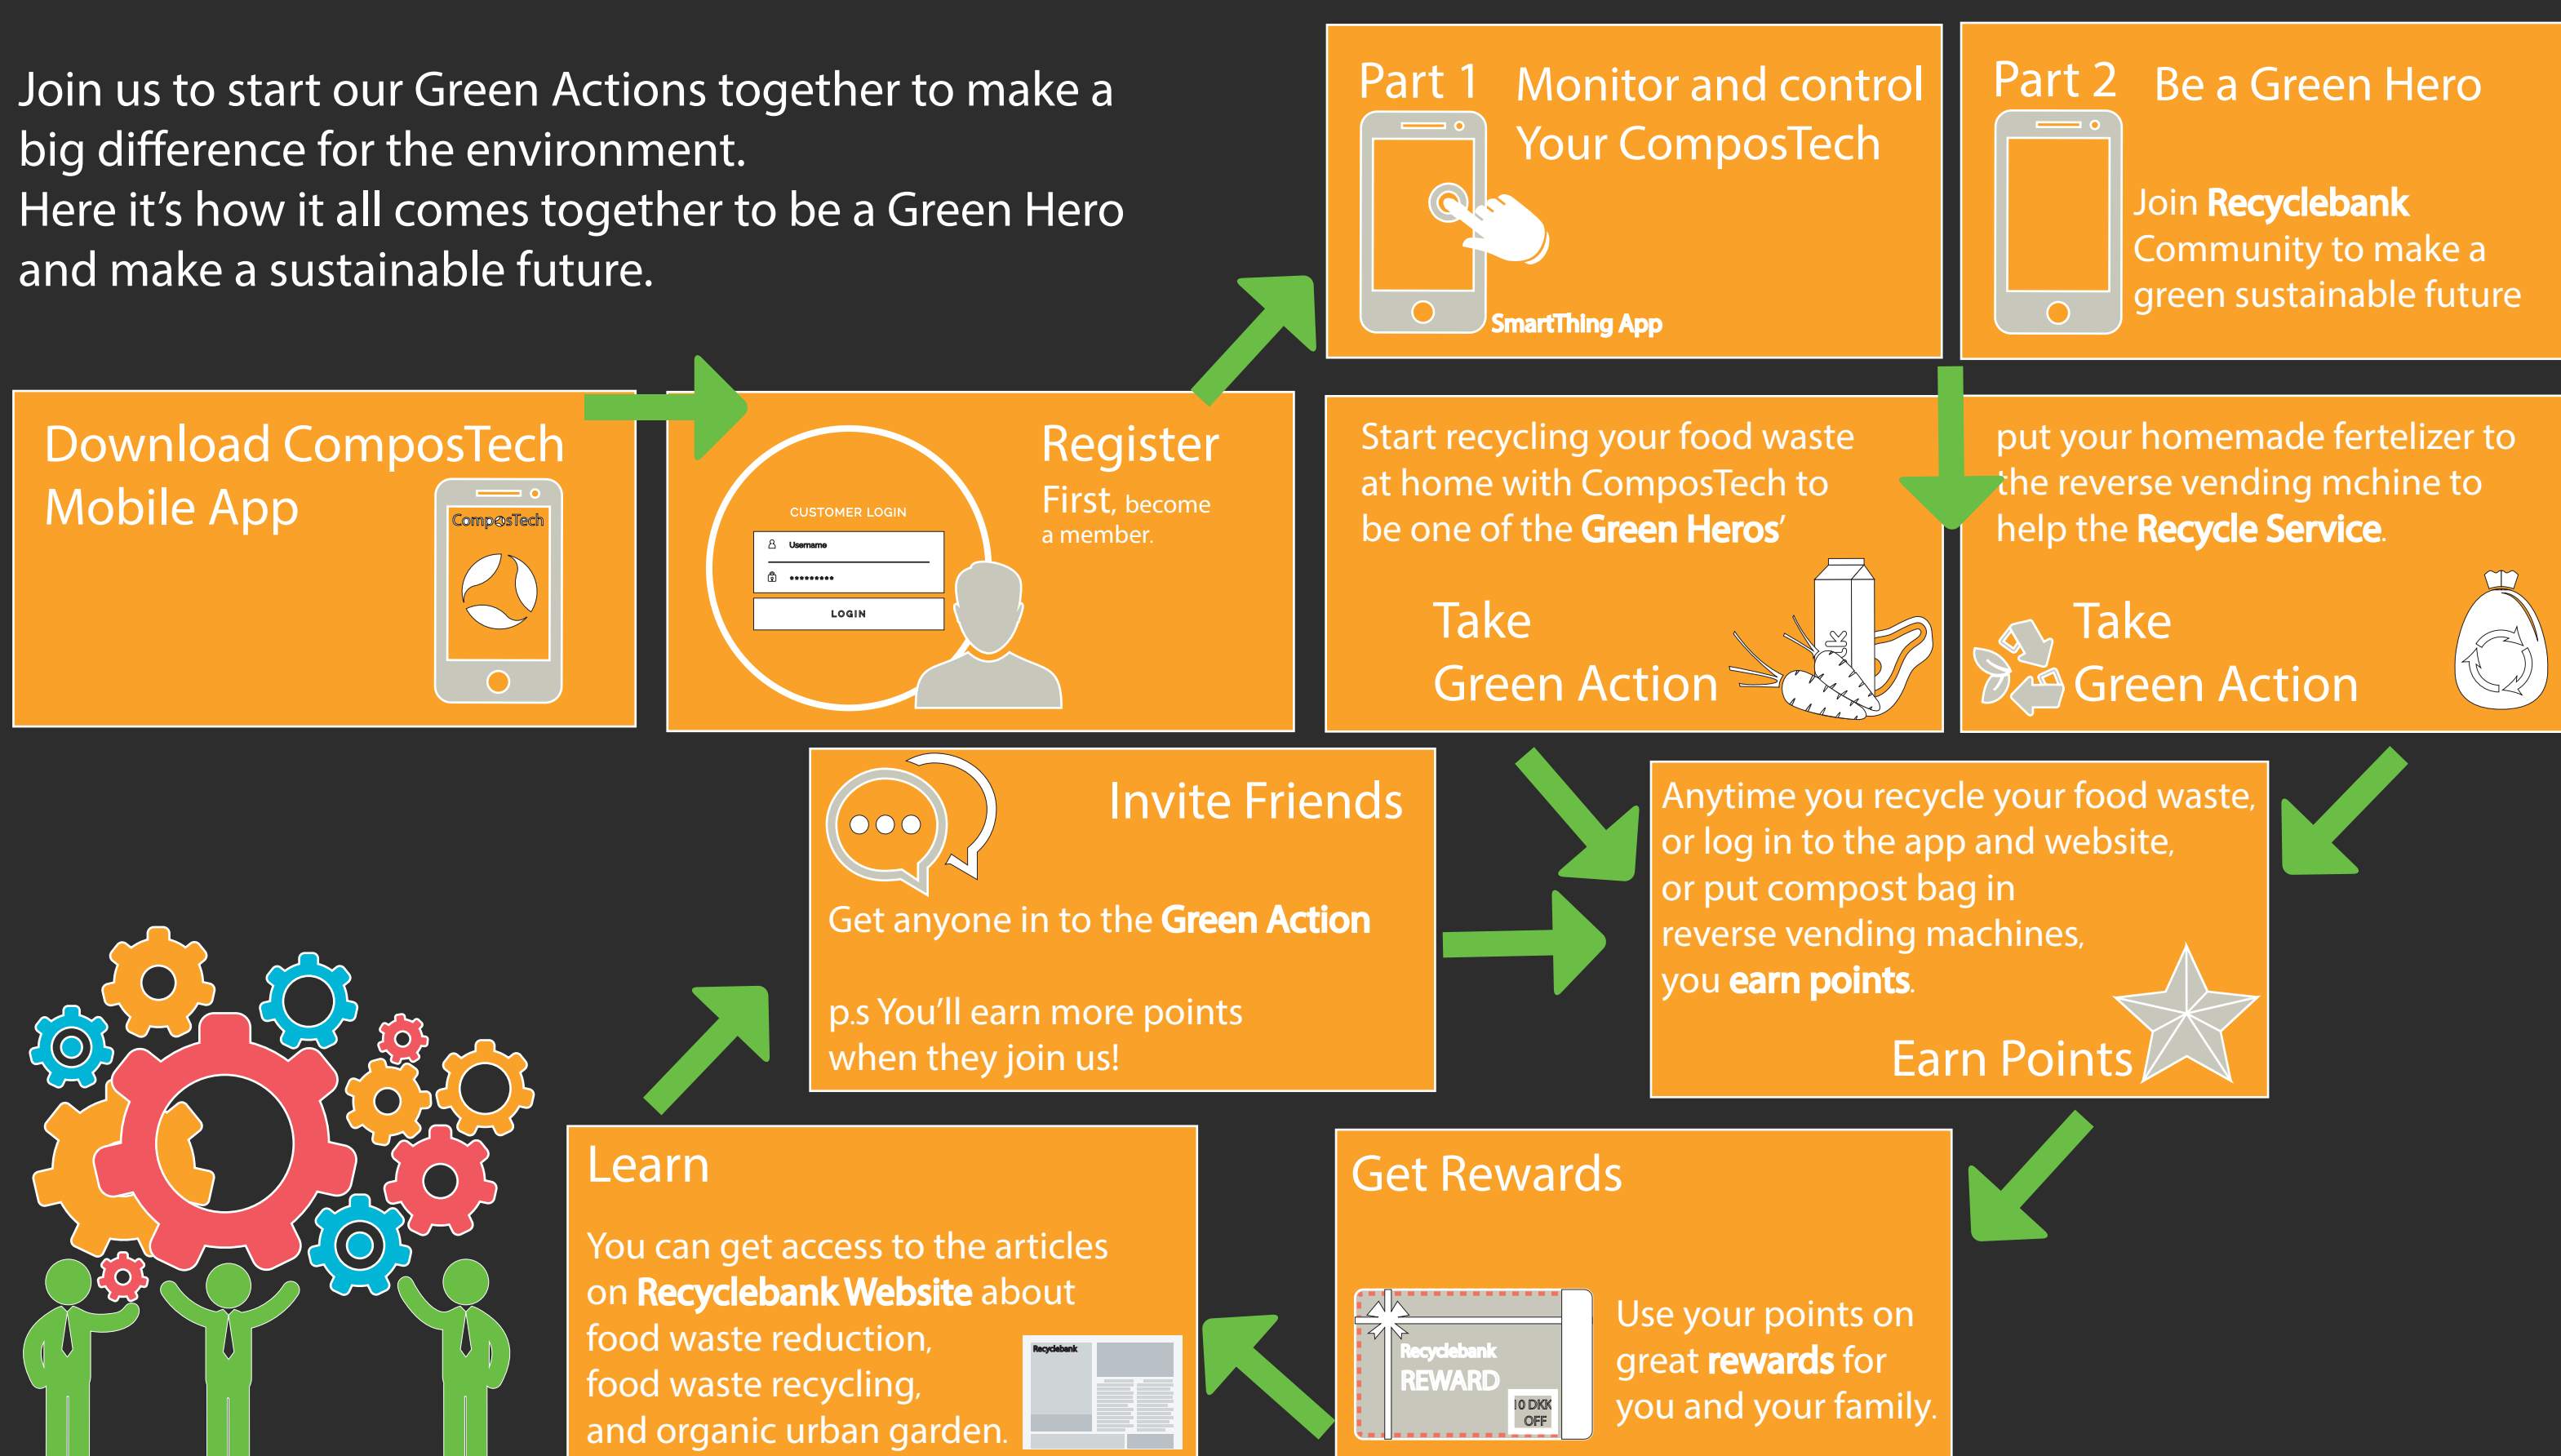 Join us to start our Green Actions together to make a
big difference for the environment.
Here it's how it all comes together to be a Green Hero
and make a sustainable future.
Download ComposTech
Mobile App
ComposTech
Register
First, become
a member.
CUSTOMER LOGIN
Username
LOGIN
Part 1
Monitor and control
Your ComposTech
SmartThing App
Part 2
Be a Green Hero
Join Recyclebank
Community to make a
green sustainable future
Start recycling your food waste
at home with ComposTech to
be one of the Green Heros'
Take
Green Action
put your homemade fertelizer to
the reverse vending mchine to
help the Recycle Service.
Take
Green Action
Invite Friends
Get anyone in to the Green Action
p.s You'll earn more points
when they join us!
Anytime you recycle your food waste,
or log in to the app and website,
or put compost bag in
reverse vending machines,
you earn points.
Earn Points
Learn
You can get access to the articles
on Recyclebank Website about
food waste reduction,
food waste recycling,
and organic urban garden.
Recyclebank
Get Rewards
Recyclebank
REWARD
10 DKK
OFF
Use your points on
great rewards for
you and your family.